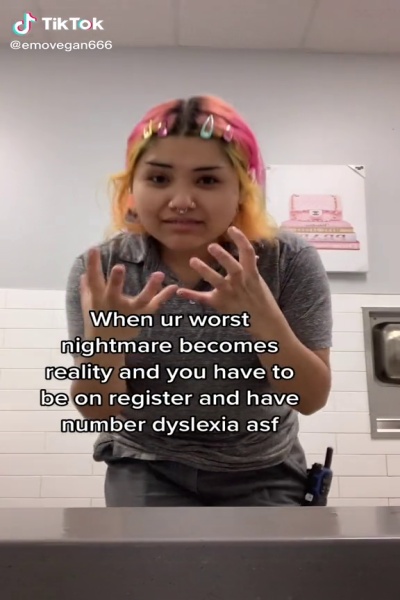 TikTok
@emovegan666
When ur worst
nightmare becomes
reality and you have to
be on register and have
number dyslexia asf